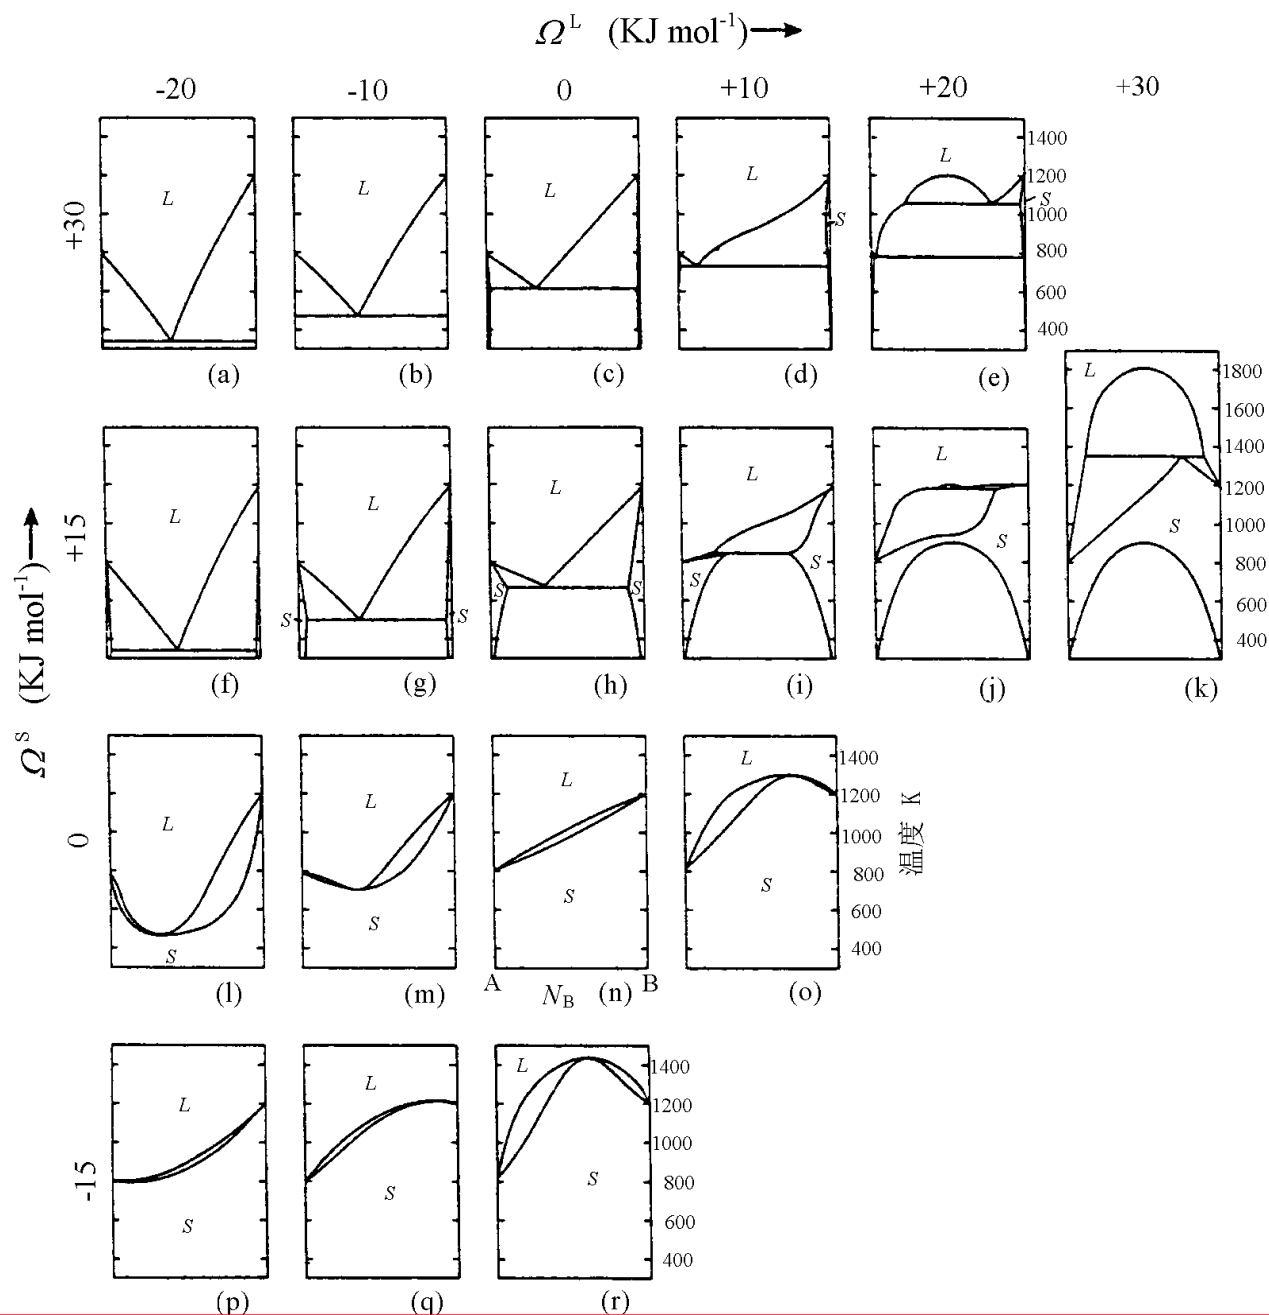 Ω^L (KJ mol^-1)
-20 -10 0 +10 +20 +30
+30
L L L L L
S S
1400
1200
1000
800
600
400
(a) (b) (c) (d) (e)
+15
L L L L L L
S S S S S S S S
1800
1600
1400
1200
1000
800
600
400
(f) (g) (h) (i) (j) (k)
Ω^S (KJ mol^-1)
0
L L L L
S S S S
1400
1200
1000
800
600
400
温度 K
A N_B B
(l) (m) (n) (o)
-15
L L L
S S S
1400
1200
1000
800
600
400
(p) (q) (r)